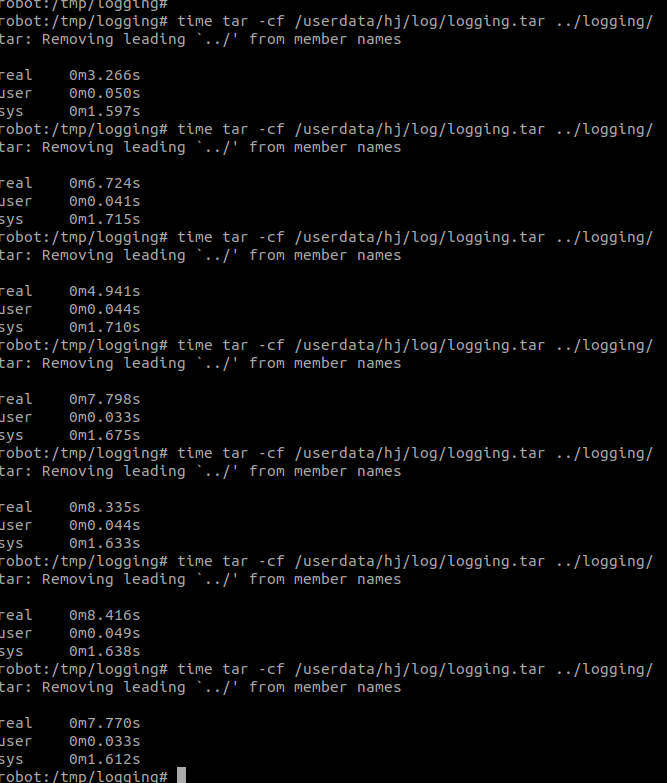 robot:/tmp/logging#
robot:/tmp/logging# time tar -cf /userdata/hj/log/logging.tar ../logging/
tar: Removing leading `../' from member names
real    0m3.266s
user    0m0.050s
sys     0m1.597s
robot:/tmp/logging# time tar -cf /userdata/hj/log/logging.tar ../logging/
tar: Removing leading `../' from member names
real    0m6.724s
user    0m0.041s
sys     0m1.715s
robot:/tmp/logging# time tar -cf /userdata/hj/log/logging.tar ../logging/
tar: Removing leading `../' from member names
real    0m4.941s
user    0m0.044s
sys     0m1.710s
robot:/tmp/logging# time tar -cf /userdata/hj/log/logging.tar ../logging/
tar: Removing leading `../' from member names
real    0m7.798s
user    0m0.033s
sys     0m1.675s
robot:/tmp/logging# time tar -cf /userdata/hj/log/logging.tar ../logging/
tar: Removing leading `../' from member names
real    0m8.335s
user    0m0.044s
sys     0m1.633s
robot:/tmp/logging# time tar -cf /userdata/hj/log/logging.tar ../logging/
tar: Removing leading `../' from member names
real    0m8.416s
user    0m0.049s
sys     0m1.638s
robot:/tmp/logging# time tar -cf /userdata/hj/log/logging.tar ../logging/
tar: Removing leading `../' from member names
real    0m7.770s
user    0m0.033s
sys     0m1.612s
robot:/tmp/logging#